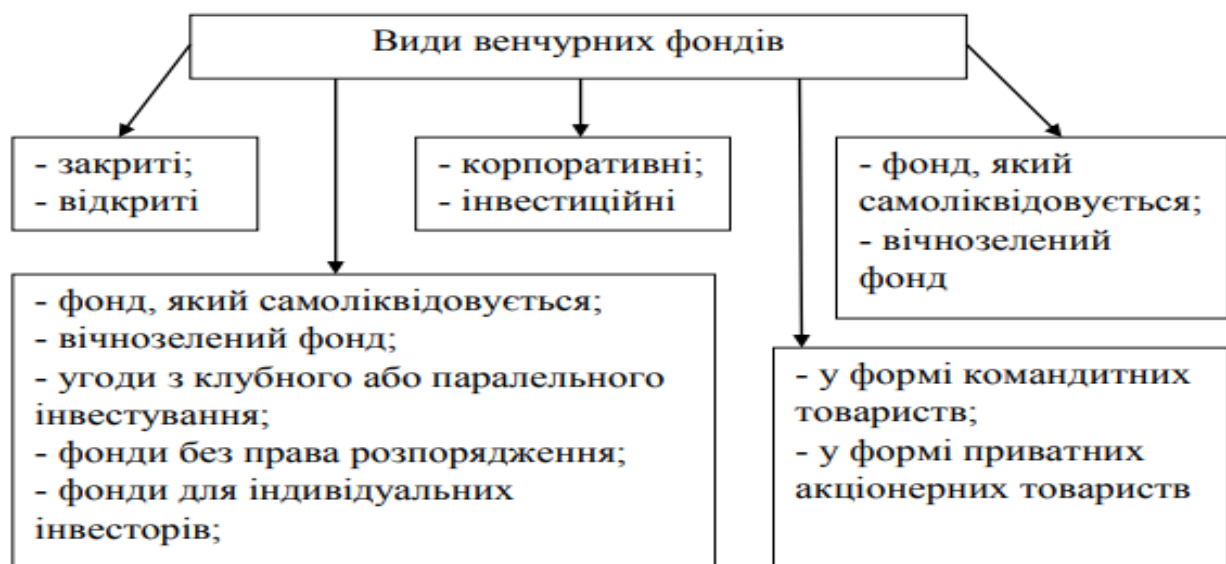 Види венчурних фондів
- закриті;
- відкриті
- корпоративні;
- інвестиційні
- фонд, який
самоліквідовується;
- вічнозелений
фонд
- фонд, який самоліквідовується;
- вічнозелений фонд;
- угоди з клубного або паралельного
інвестування;
- фонди без права розпорядження;
- фонди для індивідуальних
інвесторів;
- у формі командитних
товариств;
- у формі приватних
акціонерних товариств